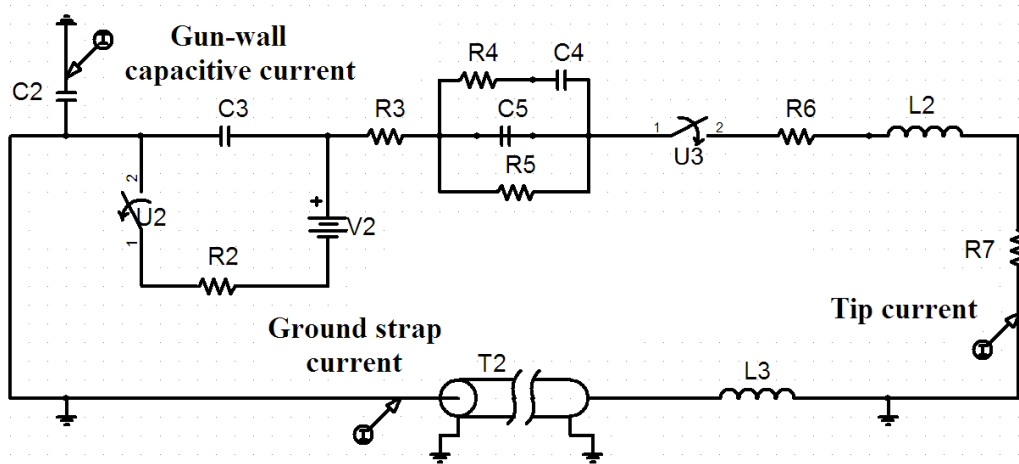 Gun-wall
capacitive current
C2
C3
R3
R4
C4
C5
R5
1
2
U3
R6
L2
2
U2
1
+
V2
R2
R7
Tip current
Ground strap
current
T2
L3